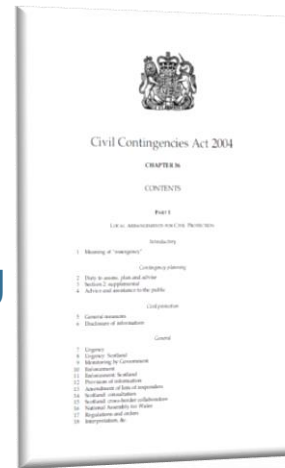 Civil Contingencies Act 2004
CHAPTER 36
CONTENTS
PART 1
LOCAL ARRANGEMENTS FOR CIVIL PROTECTION
Introductory
1 Meaning of "emergency"
Contingency planning
2 Duty to assess, plan and advise
3 Section 2: supplemental
4 Advice and assistance to the public
Civil protection
5 General measures
6 Disclosure of information
General
7 Urgency
8 Urgency: Scotland
9 Monitoring by Government
10 Enforcement
11 Enforcement: Scotland
12 Provision of information
13 Amendment of lists of responders
14 Scotland: consultation
15 Scotland: cross-border collaboration
16 National Assembly for Wales
17 Regulations and orders
18 Interpretation, &c.